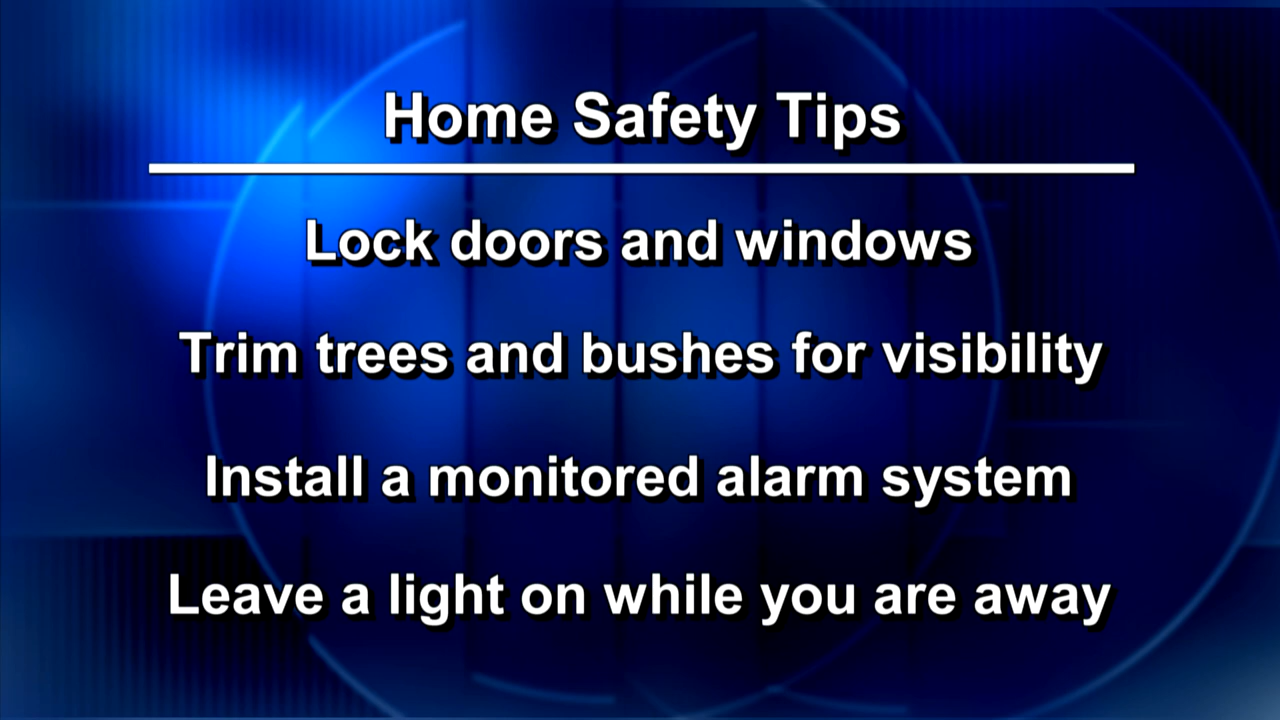 Home Safety Tips
Lock doors and windows
Trim trees and bushes for visibility
Install a monitored alarm system
Leave a light on while you are away